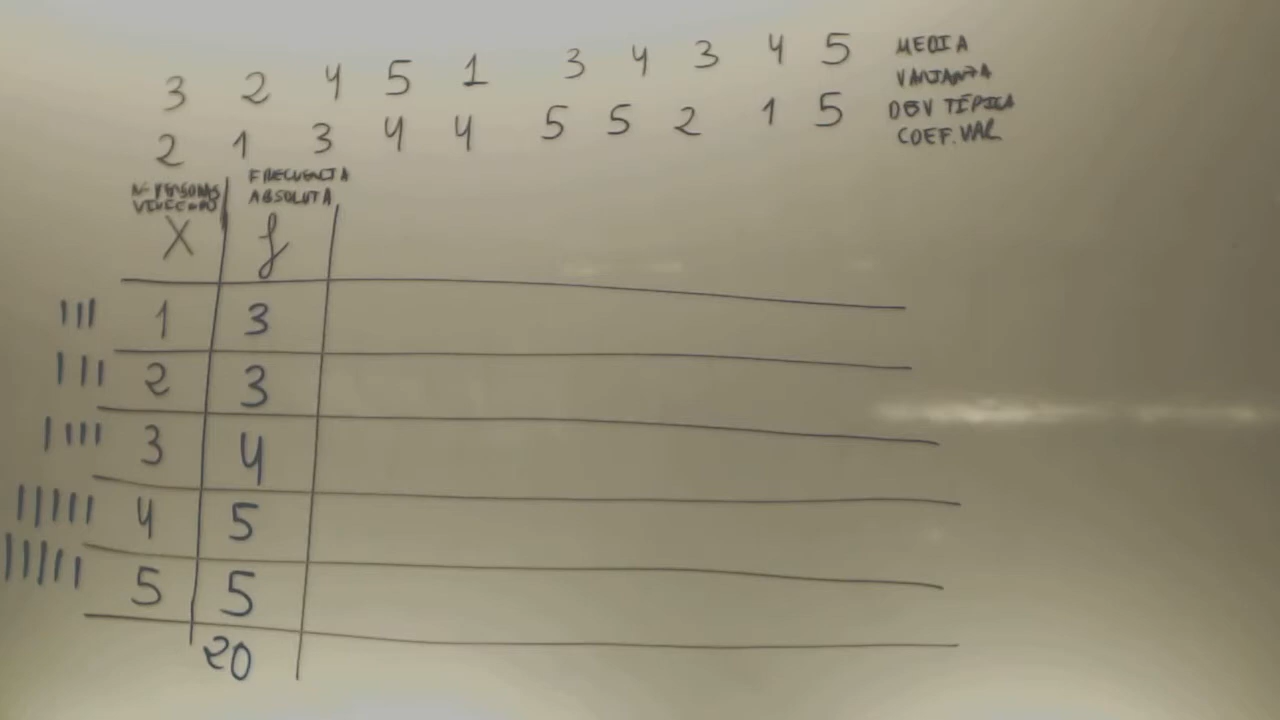 3 2 4 5 1 3 4 3 4 5
2 1 3 4 4 5 5 2 1 5
MEDIA
VARIANZA
DESV TÍPICA
COEF. VAR
Nº PERSONAS
FRECUENCIA
ABSOLUTA
X f
1 3
2 3
3 4
4 5
5 5
20